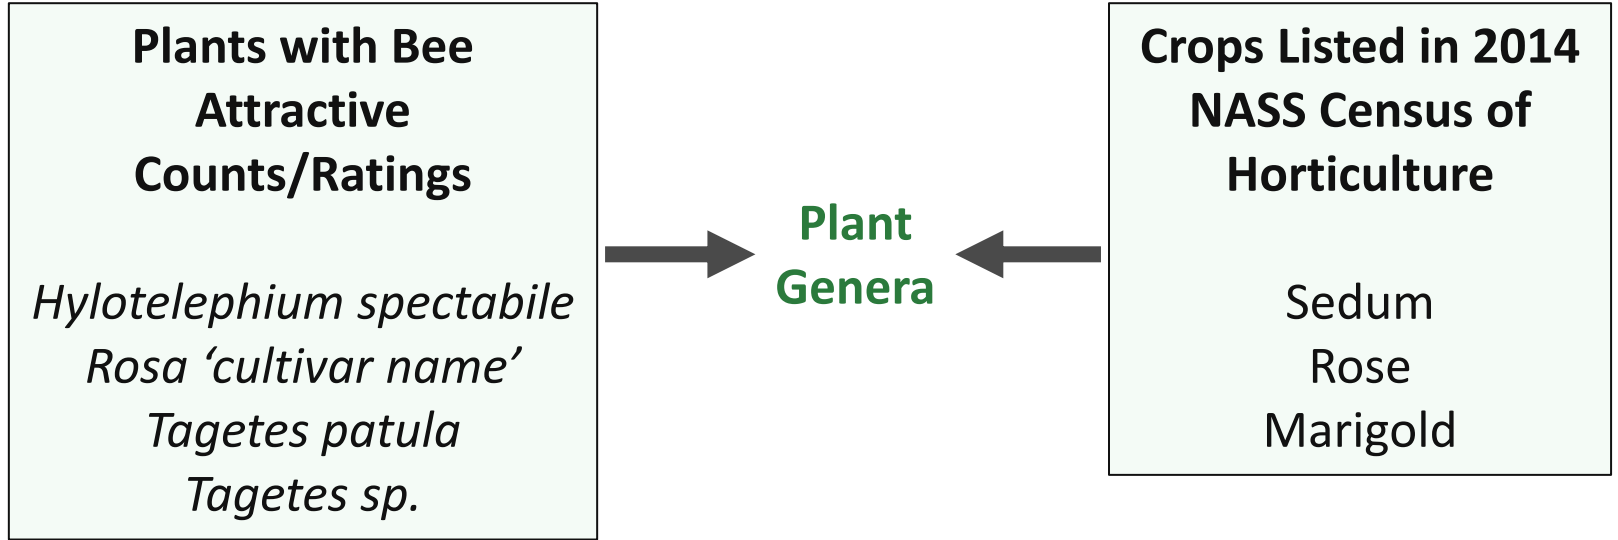 Plants with Bee
Attractive
Counts/Ratings
Hylotelephium spectabile
Rosa ‘cultivar name’
Tagetes patula
Tagetes sp.
Plant
Genera
Crops Listed in 2014
NASS Census of
Horticulture
Sedum
Rose
Marigold